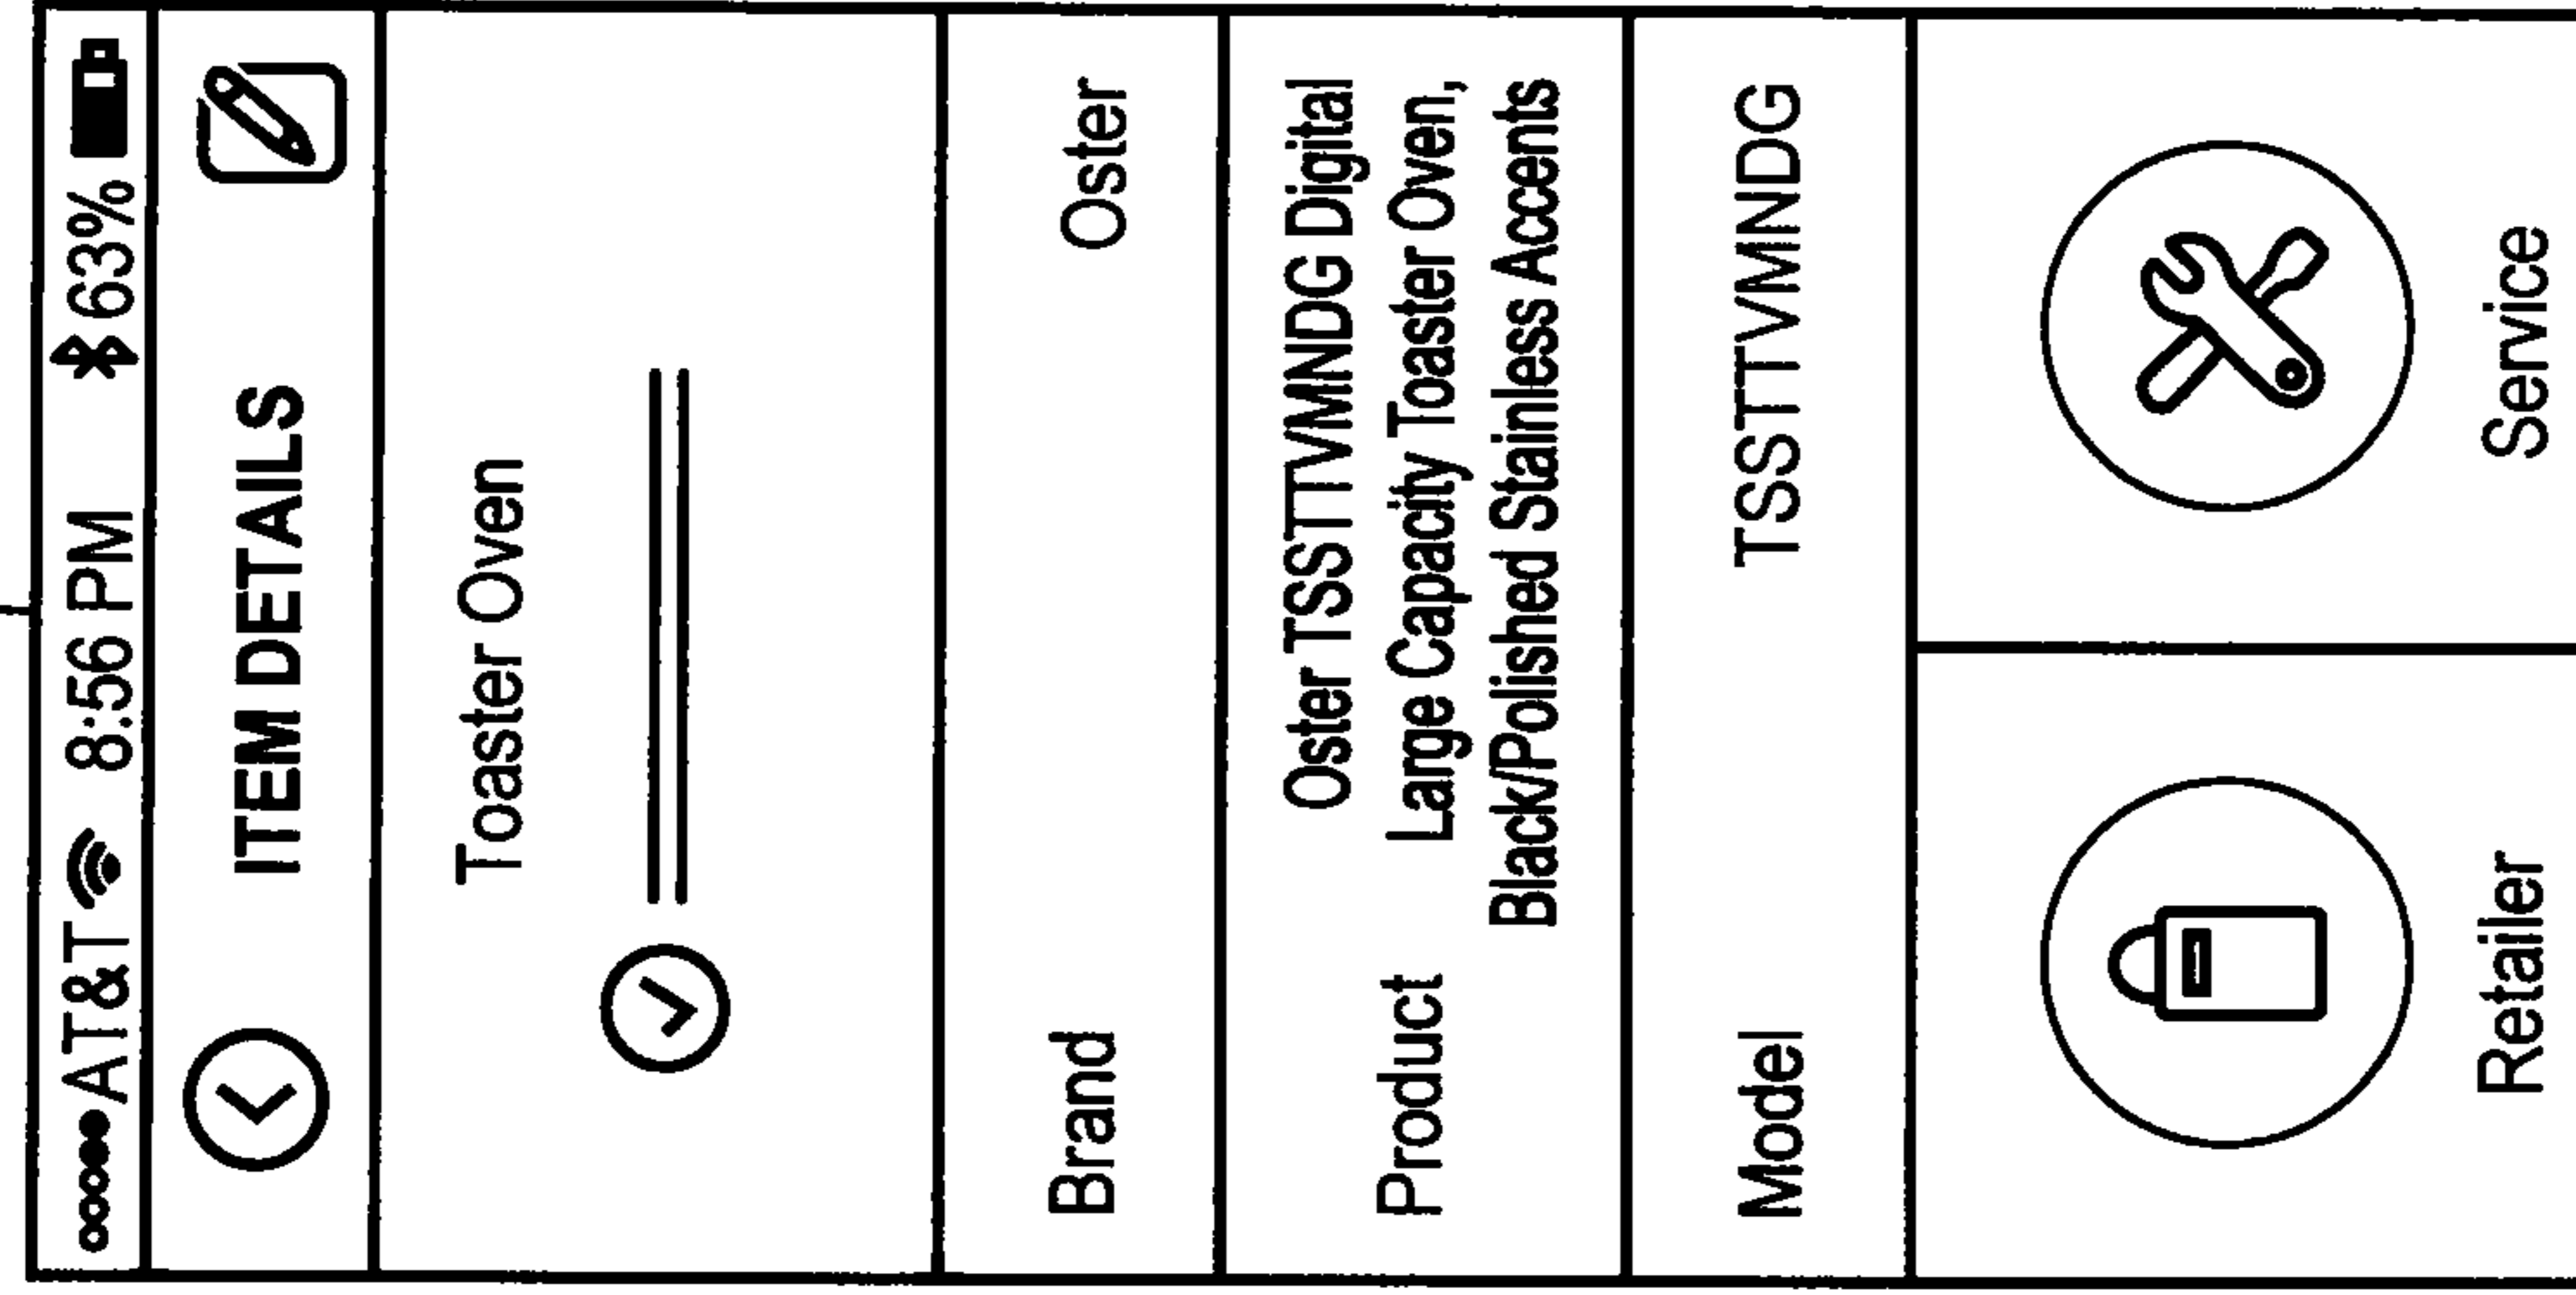 AT&T 8:56 PM 63%
ITEM DETAILS
Toaster Oven
Brand Oster
Product Oster TSSTTVMNDG Digital
Large Capacity Toaster Oven,
Black/Polished Stainless Accents
Model TSSTTVMNDG
Retailer Service